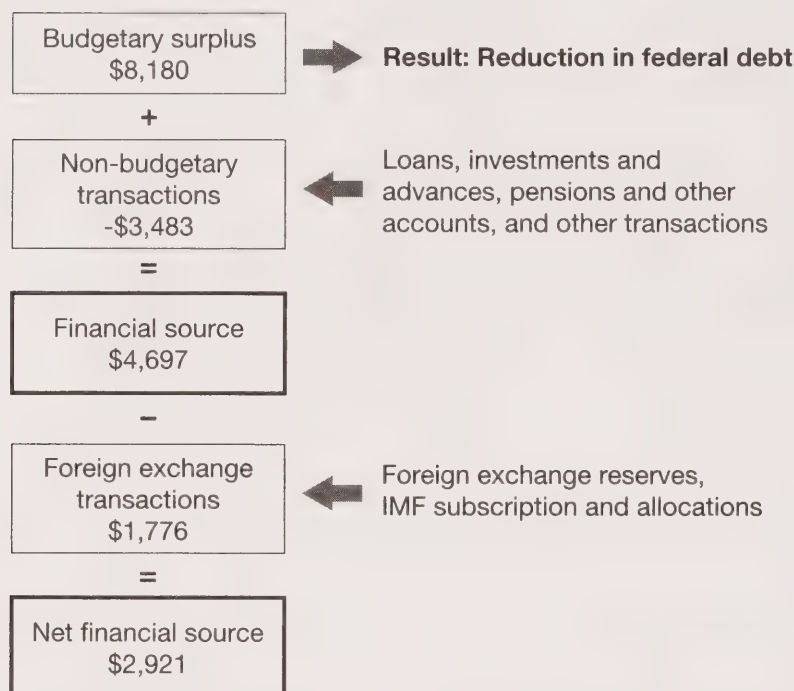 Budgetary surplus
$8,180
Result: Reduction in federal debt
+
Non-budgetary
transactions
-$3,483
Loans, investments and
advances, pensions and other
accounts, and other transactions
=
Financial source
$4,697
-
Foreign exchange
transactions
$1,776
Foreign exchange reserves,
IMF subscription and allocations
=
Net financial source
$2,921